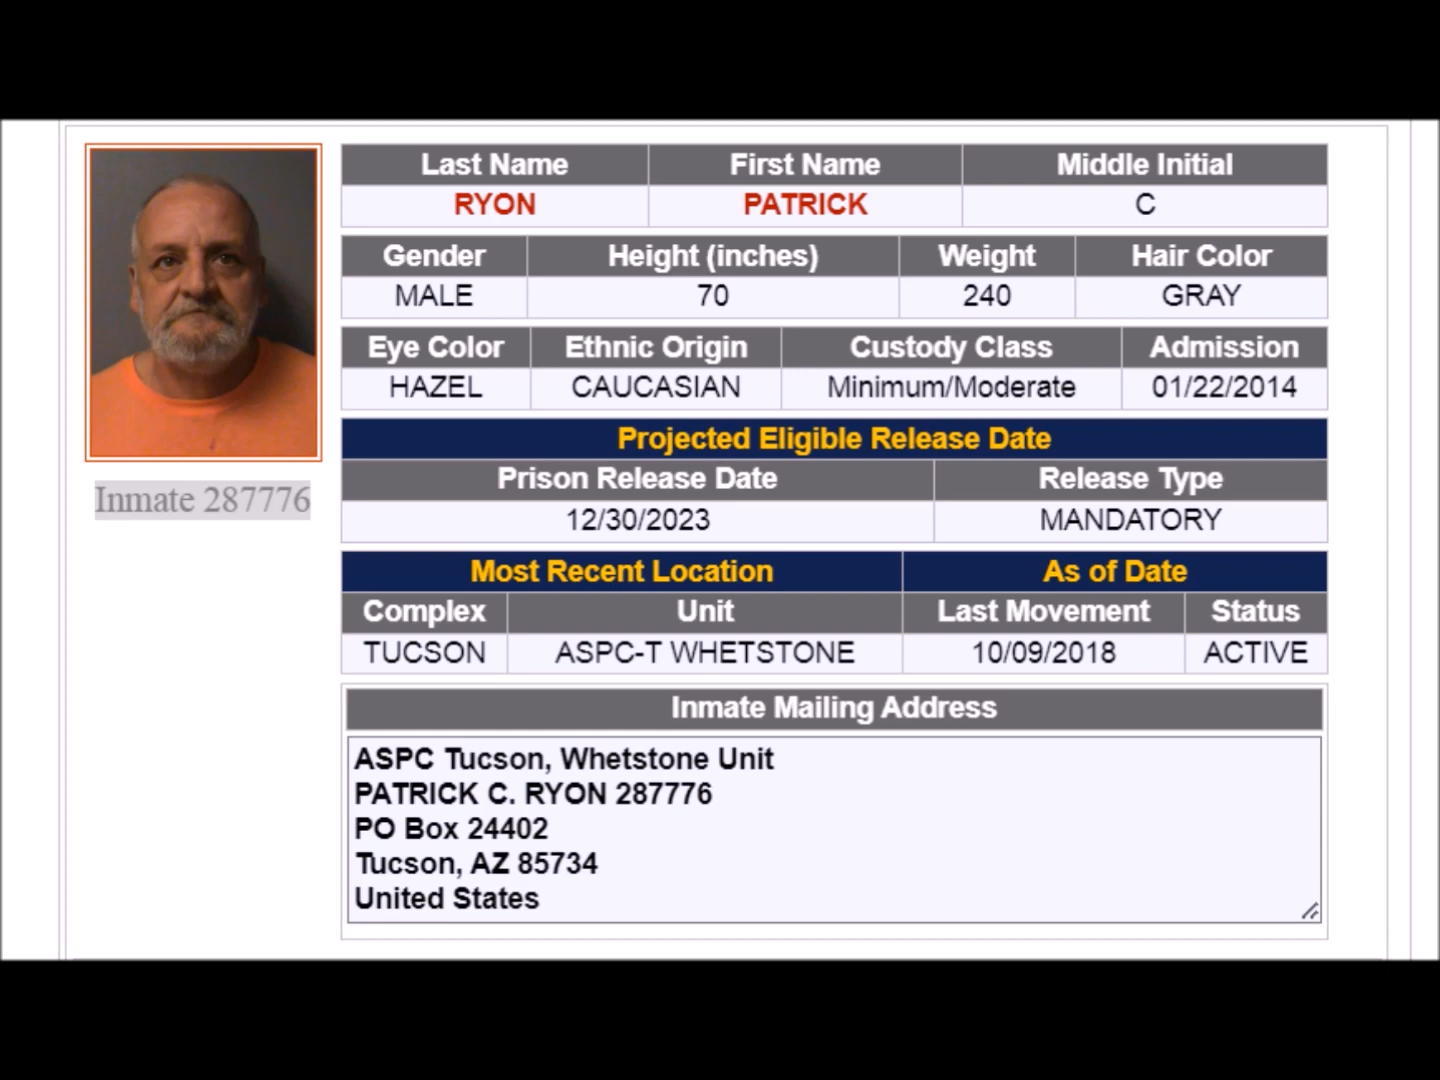 Last Name First Name Middle Initial
RYON PATRICK C
Gender Height (inches) Weight Hair Color
MALE 70 240 GRAY
Eye Color Ethnic Origin Custody Class Admission
HAZEL CAUCASIAN Minimum/Moderate 01/22/2014
Projected Eligible Release Date
Prison Release Date Release Type
Inmate 287776
12/30/2023 MANDATORY
Most Recent Location As of Date
Complex Unit Last Movement Status
TUCSON ASPC-T WHETSTONE 10/09/2018 ACTIVE
Inmate Mailing Address
ASPC Tucson, Whetstone Unit
PATRICK C. RYON 287776
PO Box 24402
Tucson, AZ 85734
United States